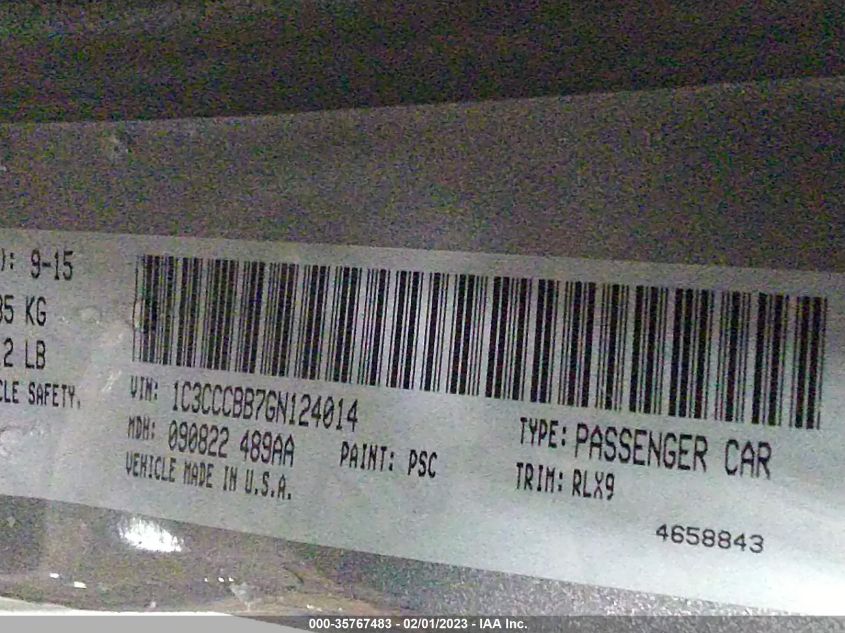 ): 9-15
35 KG
2 LB
CLE SAFETY.
VIN: 1C3CCCBB7GN124014
MDH: 090822 489AA
PAINT: PSC
VEHICLE MADE IN U.S.A.
TYPE: PASSENGER CAR
TRIM: RLX9
4658843
000-35767483 - 02/01/2023 - IAA Inc.